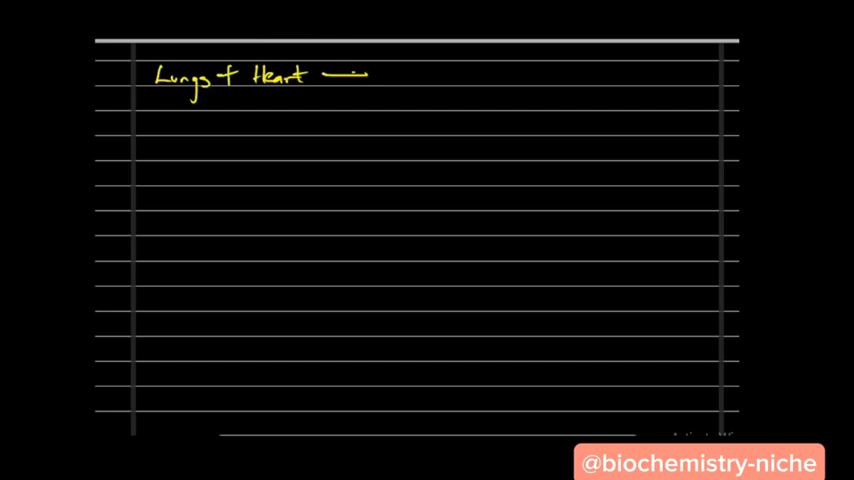 Lungs + Heart —
@biochemistry-niche